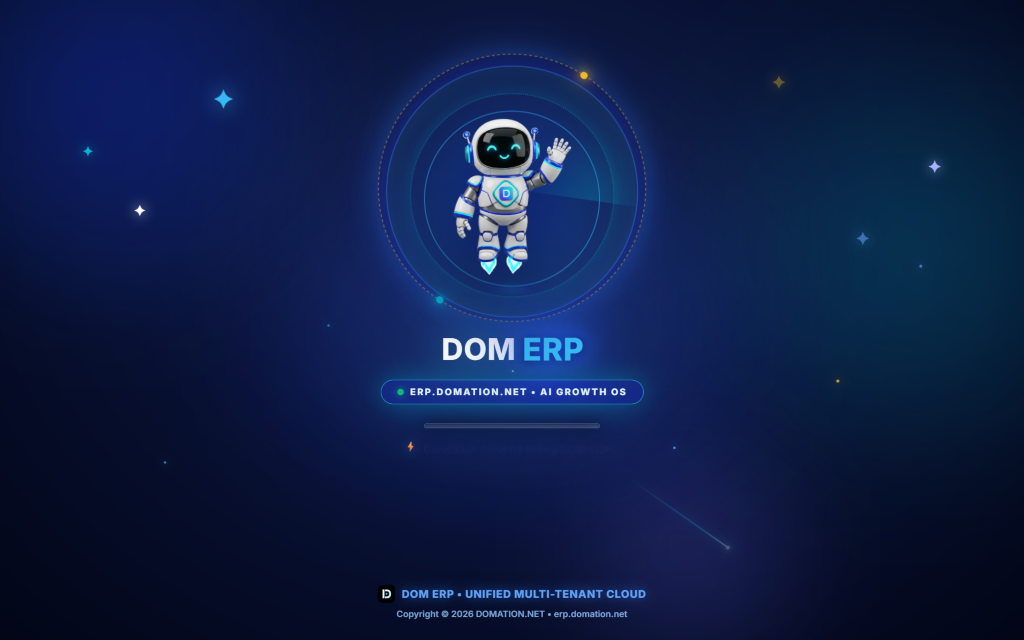 D
DOM ERP
ERP.DOMATION.NET • AI GROWTH OS
D DOM ERP • UNIFIED MULTI-TENANT CLOUD
Copyright © 2026 DOMATION.NET • erp.domation.net